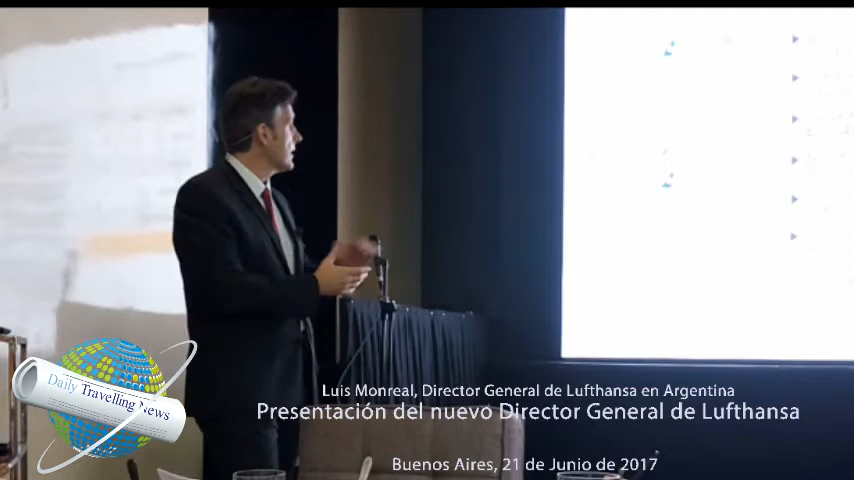 Luis Monreal, Director General de Lufthansa en Argentina
Presentación del nuevo Director General de Lufthansa
Buenos Aires, 21 de Junio de 2017
Daily Travelling News